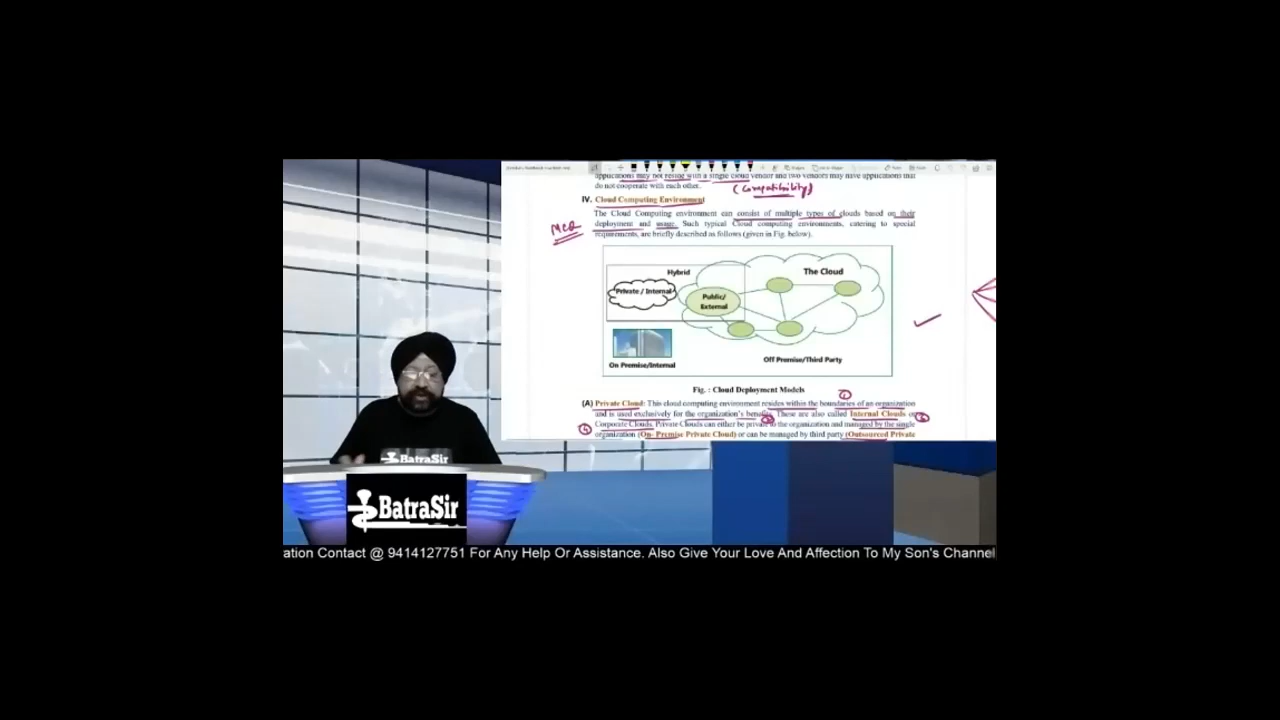 applications may not reside with a single cloud vendor and two vendors may have applications that
do not cooperate with each other.
(Compatibility)
IV. Cloud Computing Environment
The Cloud Computing environment can consist of multiple types of clouds based on their
deployment and usage. Such typical Cloud computing environments, catering to special
requirements, are briefly described as follows (given in Fig. below).
MCQ
Hybrid
The Cloud
Private / Internal
Public/
External
On Premise/Internal
Off Premise/Third Party
Fig. : Cloud Deployment Models
(A) Private Cloud: This cloud computing environment resides within the boundaries of an organization
and is used exclusively for the organization's benefits. These are also called Internal Clouds or
Corporate Clouds. Private Clouds can either be private to the organization and managed by the single
organization (On- Premise Private Cloud) or can be managed by third party (Outsourced Private
BatraSir
BatraSir
ation Contact @ 9414127751 For Any Help Or Assistance. Also Give Your Love And Affection To My Son's Channel